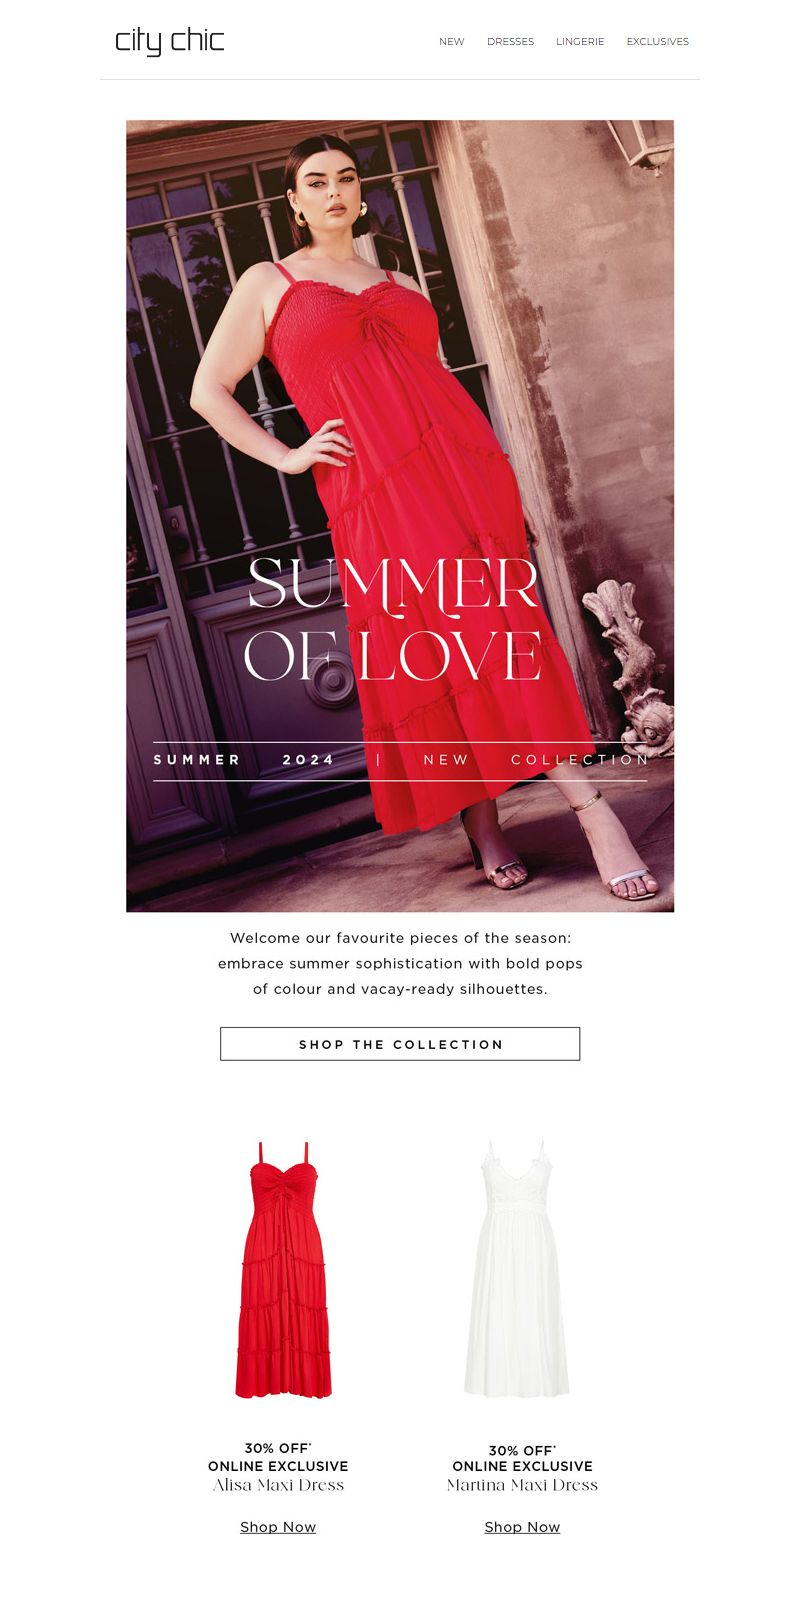 city chic
NEW DRESSES LINGERIE EXCLUSIVES
SUMMER
OF LOVE
SUMMER 2024 | NEW COLLECTION
Welcome our favourite pieces of the season:
embrace summer sophistication with bold pops
of colour and vacay-ready silhouettes.
SHOP THE COLLECTION
30% OFF*
ONLINE EXCLUSIVE
Alisa Maxi Dress
Shop Now
30% OFF*
ONLINE EXCLUSIVE
Martina Maxi Dress
Shop Now